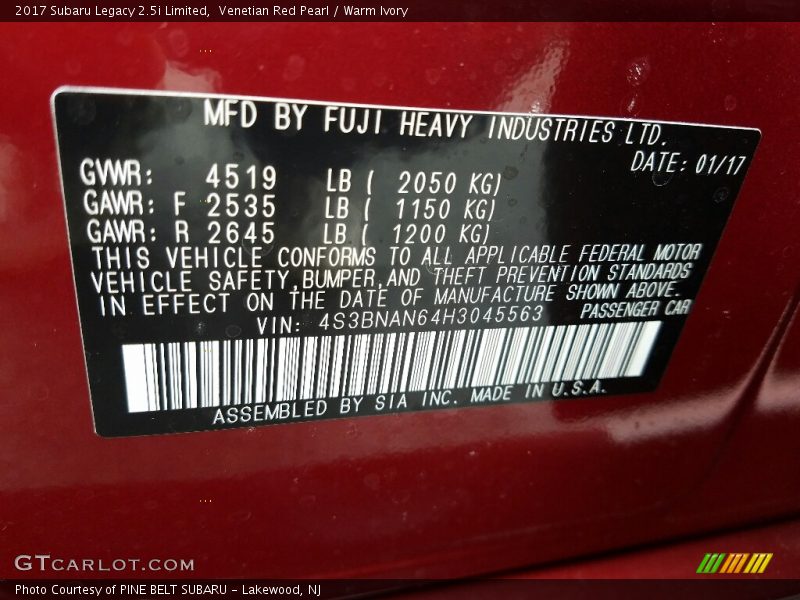 2017 Subaru Legacy 2.5i Limited,  Venetian Red Pearl / Warm Ivory
MFD BY FUJI HEAVY INDUSTRIES LTD.
DATE: 01/17
GVWR: 4519 LB ( 2050 KG)
GAWR: F 2535 LB ( 1150 KG)
GAWR: R 2645 LB ( 1200 KG)
THIS VEHICLE CONFORMS TO ALL APPLICABLE FEDERAL MOTOR
VEHICLE SAFETY,BUMPER,AND THEFT PREVENTION STANDARDS
IN EFFECT ON THE DATE OF MANUFACTURE SHOWN ABOVE.
VIN: 4S3BNAN64H3045563 PASSENGER CAR
ASSEMBLED BY SIA INC. MADE IN U.S.A.
GTCARLOT.COM
Photo Courtesy of PINE BELT SUBARU - Lakewood, NJ